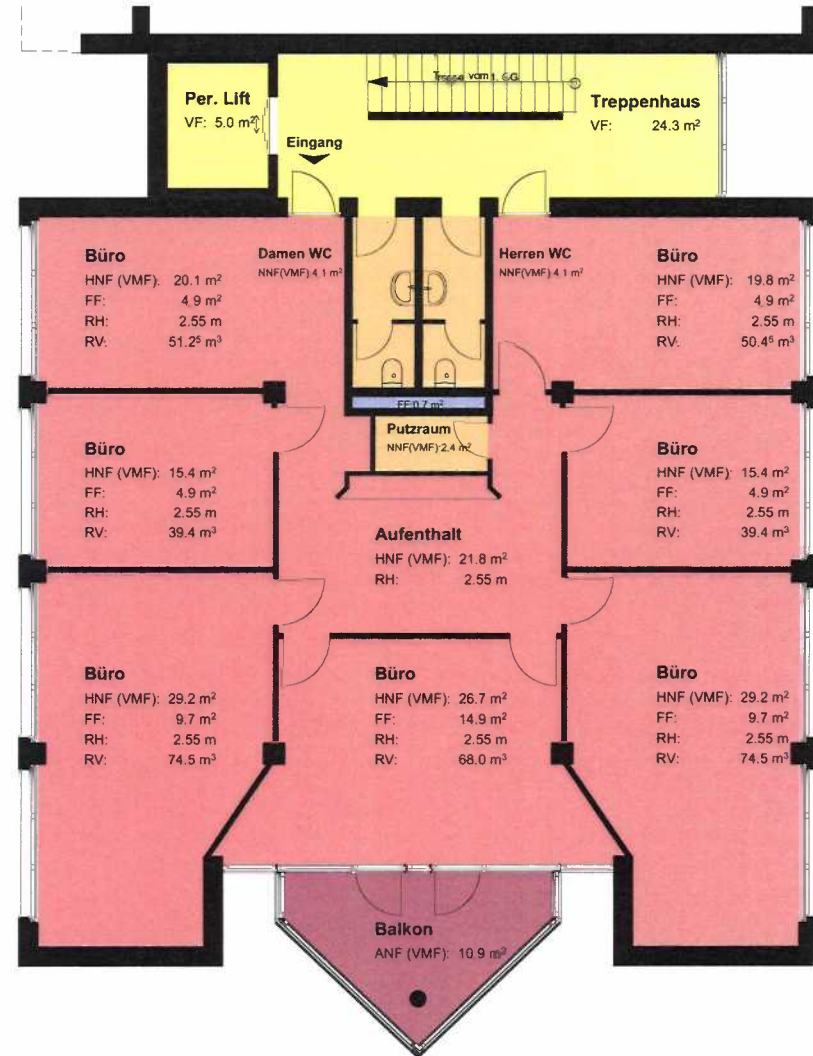 Treppe vom 1. OG
Per. Lift
VF: 5.0 m²
Treppenhaus
VF: 24.3 m²
Eingang
Büro
HNF (VMF): 20.1 m²
FF: 4.9 m²
RH: 2.55 m
RV: 51.2⁵ m³
Damen WC
NNF(VMF) 4.1 m²
Herren WC
NNF(VMF) 4.1 m²
Büro
HNF (VMF): 19.8 m²
FF: 4.9 m²
RH: 2.55 m
RV: 50.4⁵ m³
FF:0.7 m²
Putzraum
NNF(VMF):2.4 m²
Büro
HNF (VMF): 15.4 m²
FF: 4.9 m²
RH: 2.55 m
RV: 39.4 m³
Büro
HNF (VMF): 15.4 m²
FF: 4.9 m²
RH: 2.55 m
RV: 39.4 m³
Aufenthalt
HNF (VMF): 21.8 m²
RH: 2.55 m
Büro
HNF (VMF): 29.2 m²
FF: 9.7 m²
RH: 2.55 m
RV: 74.5 m³
Büro
HNF (VMF): 26.7 m²
FF: 14.9 m²
RH: 2.55 m
RV: 68.0 m³
Büro
HNF (VMF): 29.2 m²
FF: 9.7 m²
RH: 2.55 m
RV: 74.5 m³
Balkon
ANF (VMF): 10.9 m²